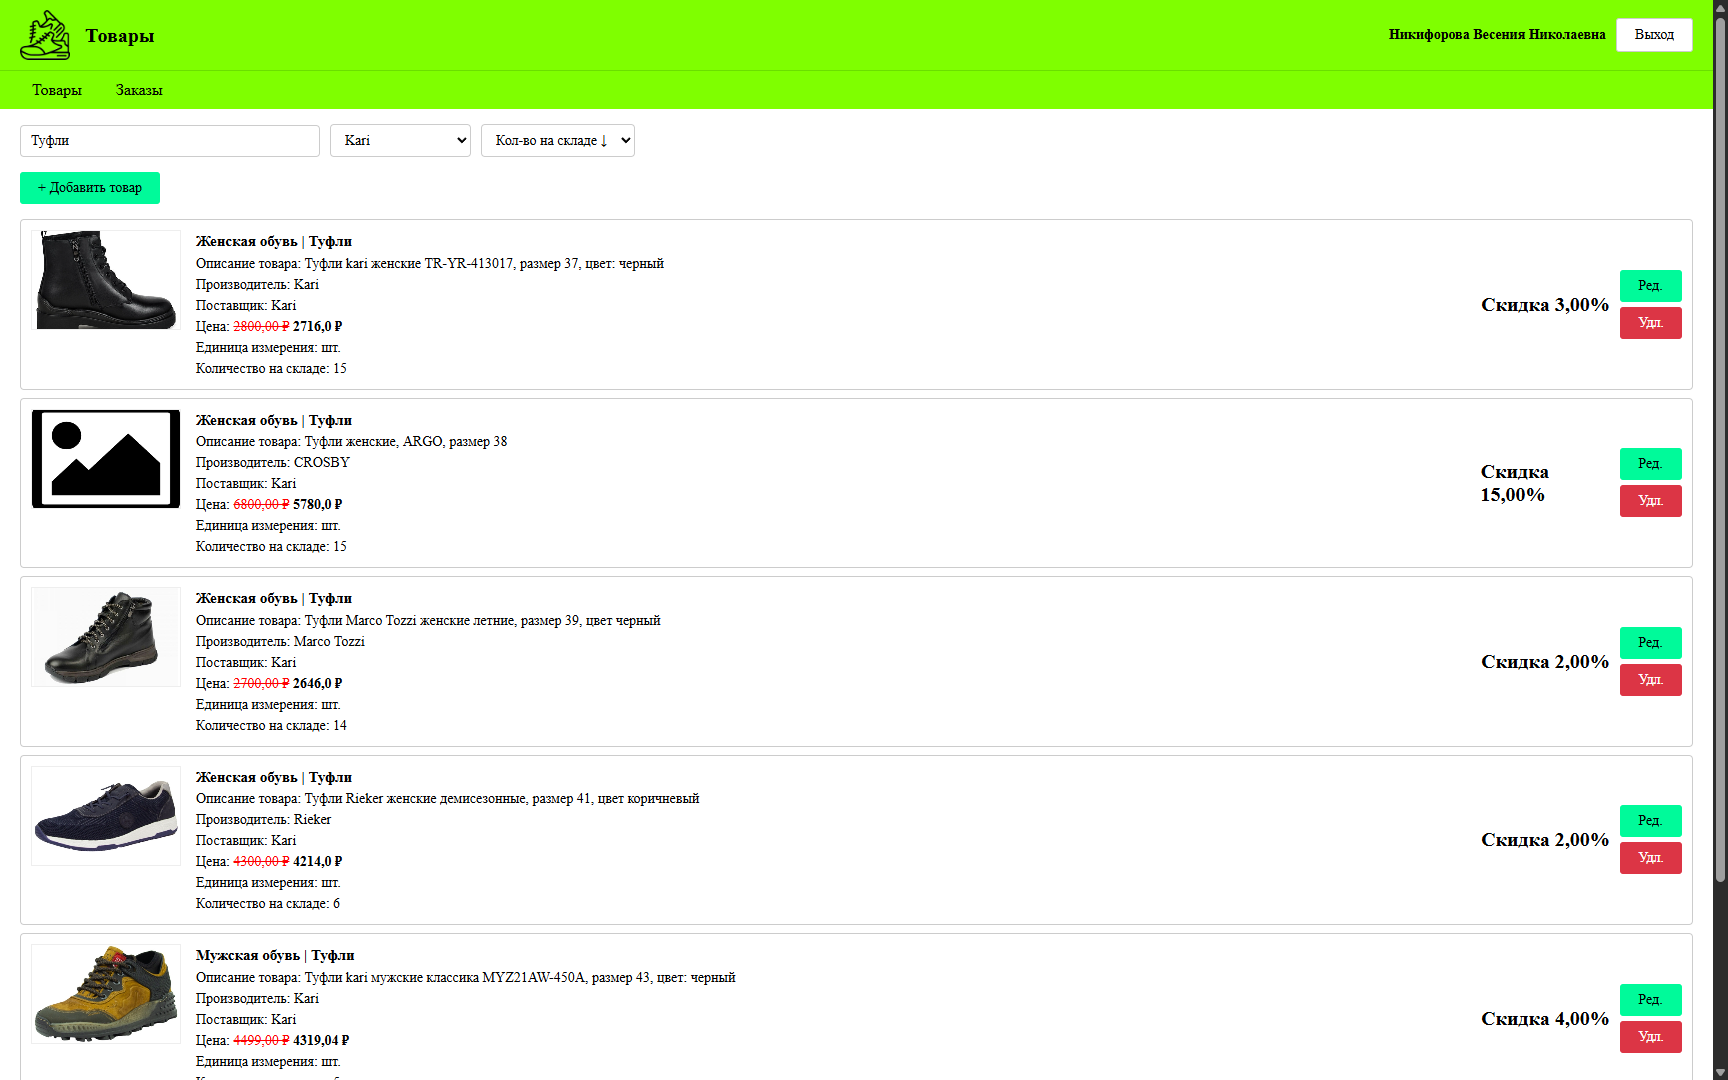 Товары
Никифорова Весения Николаевна
Выход
Товары
Заказы
Туфли
Kari
Кол-во на складе ↓
+ Добавить товар
Женская обувь | Туфли
Описание товара: Туфли kari женские TR-YR-413017, размер 37, цвет: черный
Производитель: Kari
Поставщик: Kari
Цена: 2800,00 ₽ 2716,0 ₽
Единица измерения: шт.
Количество на складе: 15
Скидка 3,00%
Ред.
Удл.
Женская обувь | Туфли
Описание товара: Туфли женские, ARGO, размер 38
Производитель: CROSBY
Поставщик: Kari
Цена: 6800,00 ₽ 5780,0 ₽
Единица измерения: шт.
Количество на складе: 15
Скидка
15,00%
Ред.
Удл.
Женская обувь | Туфли
Описание товара: Туфли Marco Tozzi женские летние, размер 39, цвет черный
Производитель: Marco Tozzi
Поставщик: Kari
Цена: 2700,00 ₽ 2646,0 ₽
Единица измерения: шт.
Количество на складе: 14
Скидка 2,00%
Ред.
Удл.
Женская обувь | Туфли
Описание товара: Туфли Rieker женские демисезонные, размер 41, цвет коричневый
Производитель: Rieker
Поставщик: Kari
Цена: 4300,00 ₽ 4214,0 ₽
Единица измерения: шт.
Количество на складе: 6
Скидка 2,00%
Ред.
Удл.
Мужская обувь | Туфли
Описание товара: Туфли kari мужские классика MYZ21AW-450A, размер 43, цвет: черный
Производитель: Kari
Поставщик: Kari
Цена: 4499,00 ₽ 4319,04 ₽
Единица измерения: шт.
Скидка 4,00%
Ред.
Удл.